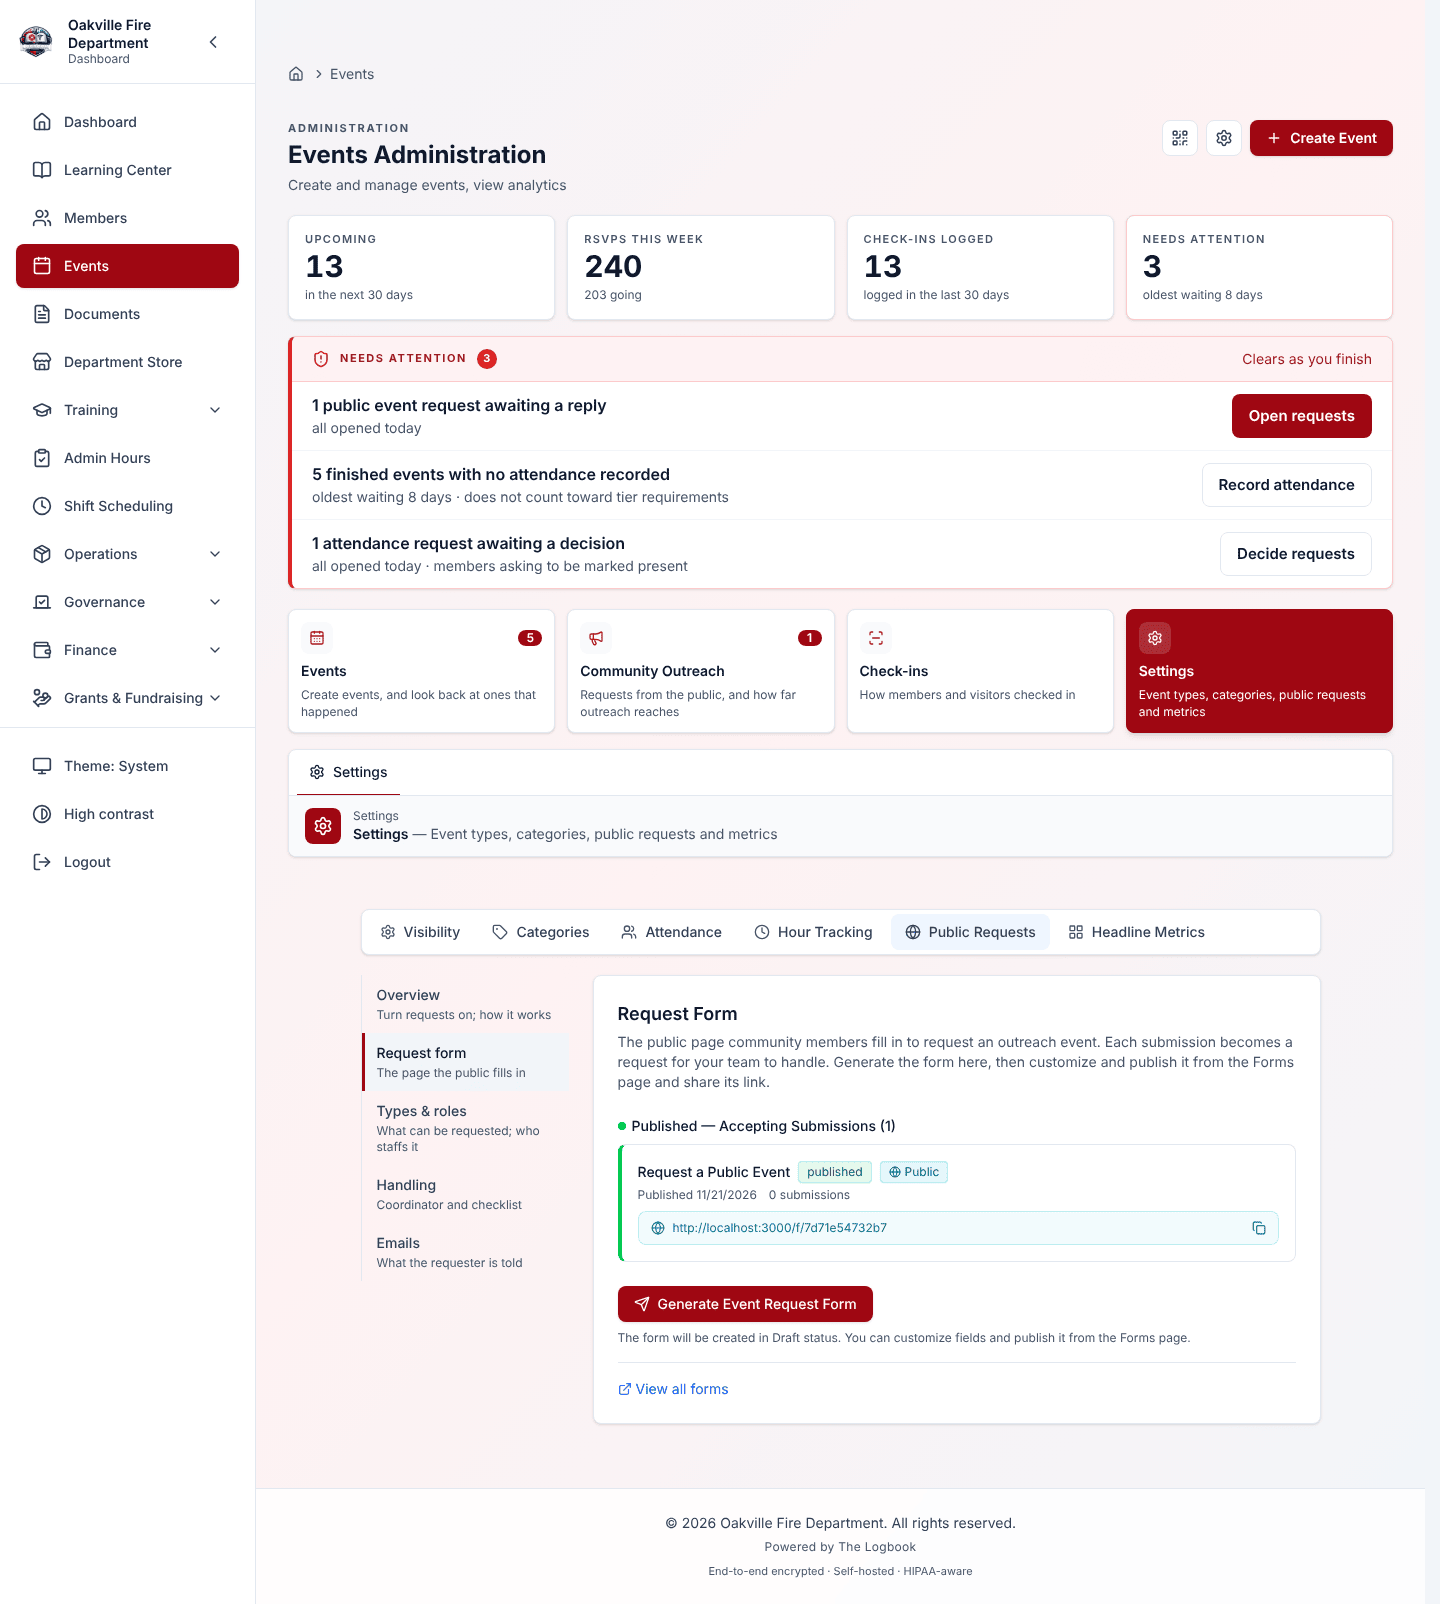 Oakville Fire
Department
Dashboard
Dashboard
Learning Center
Members
Events
Documents
Department Store
Training
Admin Hours
Shift Scheduling
Operations
Governance
Finance
Grants & Fundraising
Theme: System
High contrast
Logout
Events
ADMINISTRATION
Events Administration
Create and manage events, view analytics
Create Event
UPCOMING
13
in the next 30 days
RSVPS THIS WEEK
240
203 going
CHECK-INS LOGGED
13
logged in the last 30 days
NEEDS ATTENTION
3
oldest waiting 8 days
NEEDS ATTENTION 3
Clears as you finish
1 public event request awaiting a reply
all opened today
Open requests
5 finished events with no attendance recorded
oldest waiting 8 days · does not count toward tier requirements
Record attendance
1 attendance request awaiting a decision
all opened today · members asking to be marked present
Decide requests
5
Events
Create events, and look back at ones that
happened
1
Community Outreach
Requests from the public, and how far
outreach reaches
Check-ins
How members and visitors checked in
Settings
Event types, categories, public requests
and metrics
Settings
Settings
Settings — Event types, categories, public requests and metrics
Visibility
Categories
Attendance
Hour Tracking
Public Requests
Headline Metrics
Overview
Turn requests on; how it works
Request form
The page the public fills in
Types & roles
What can be requested; who
staffs it
Handling
Coordinator and checklist
Emails
What the requester is told
Request Form
The public page community members fill in to request an outreach event. Each submission becomes a
request for your team to handle. Generate the form here, then customize and publish it from the Forms
page and share its link.
Published — Accepting Submissions (1)
Request a Public Event published Public
Published 11/21/2026 0 submissions
http://localhost:3000/f/7d71e54732b7
Generate Event Request Form
The form will be created in Draft status. You can customize fields and publish it from the Forms page.
View all forms
© 2026 Oakville Fire Department. All rights reserved.
Powered by The Logbook
End-to-end encrypted · Self-hosted · HIPAA-aware